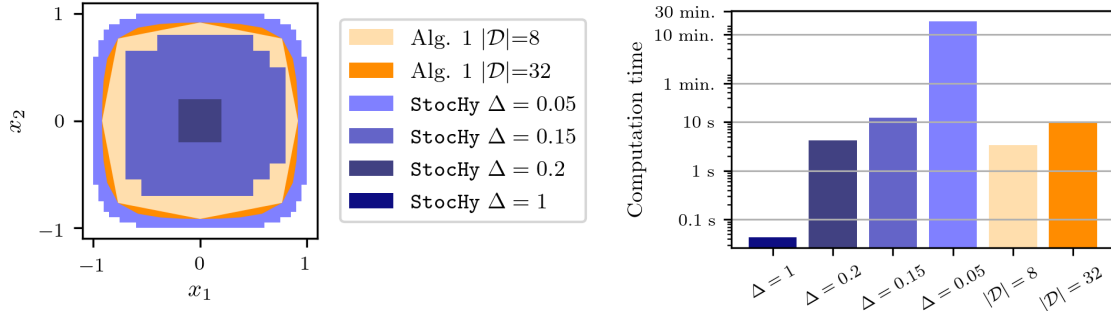 1
0
−1
x2
−1
0
1
x1
Alg. 1 |𝒟|=8
Alg. 1 |𝒟|=32
StocHy Δ = 0.05
StocHy Δ = 0.15
StocHy Δ = 0.2
StocHy Δ = 1
Computation time
30 min.
10 min.
1 min.
10 s
1 s
0.1 s
Δ = 1
Δ = 0.2
Δ = 0.15
Δ = 0.05
|𝒟| = 8
|𝒟| = 32